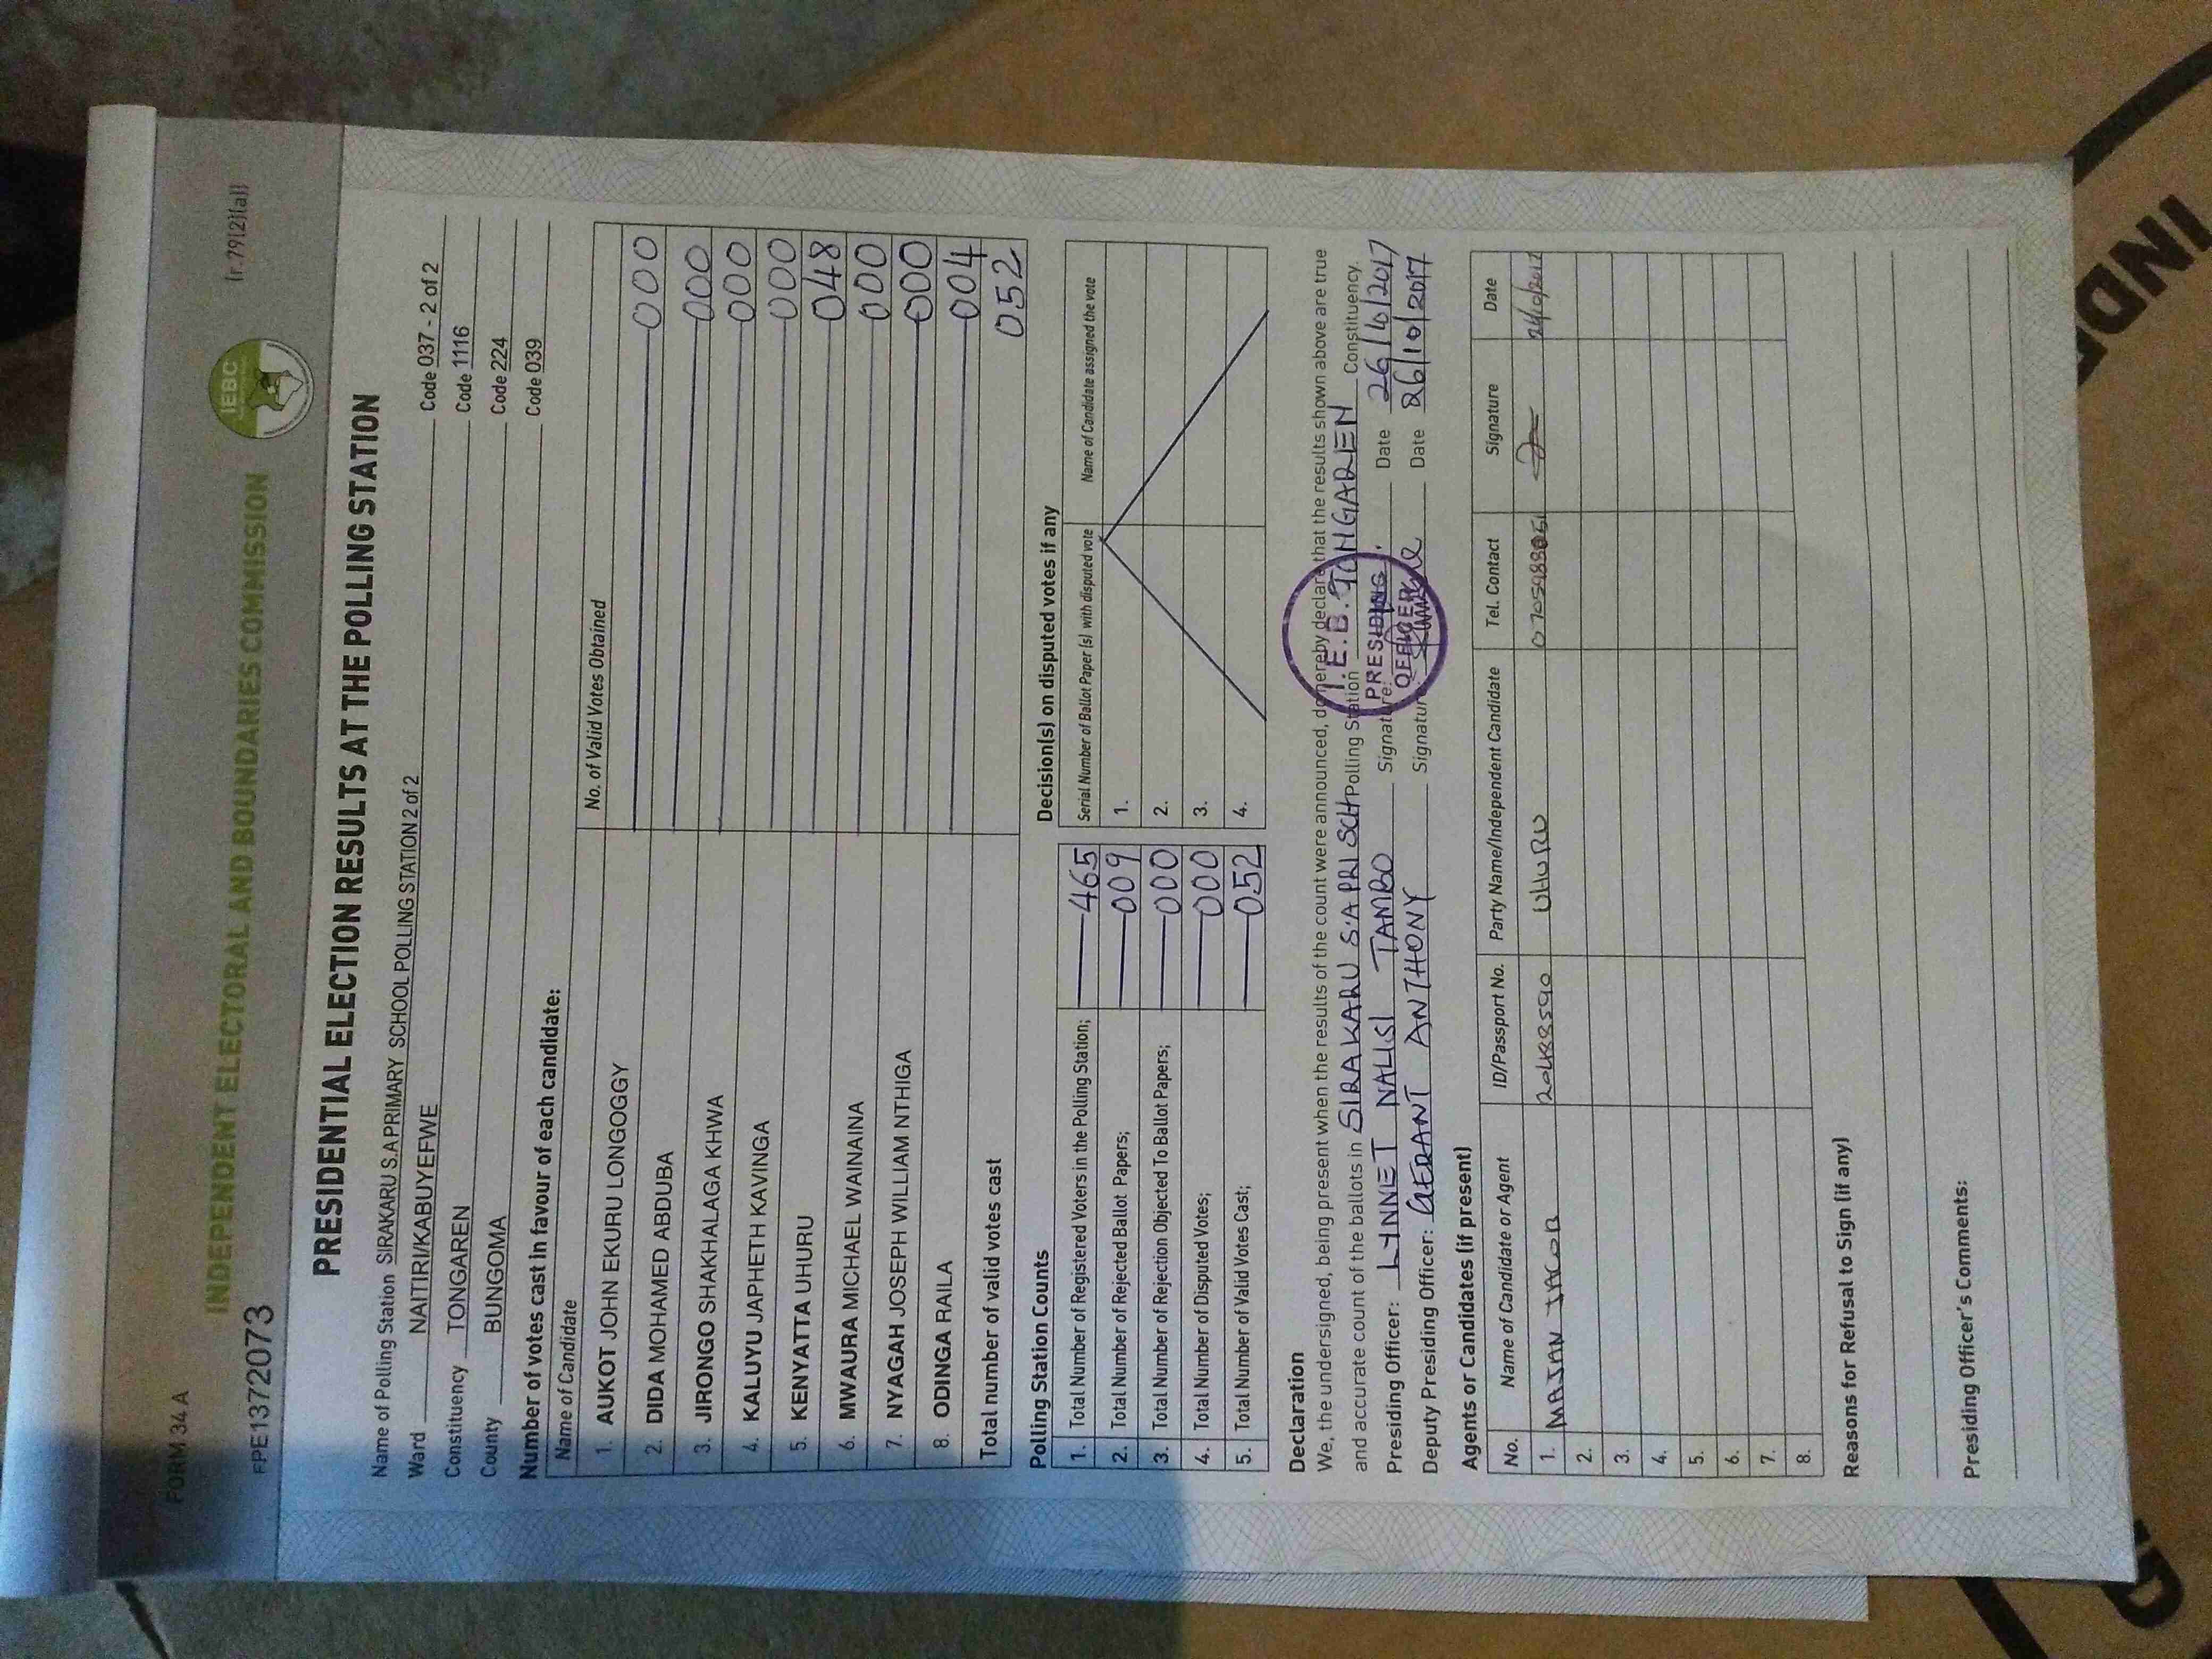 FORM 34 A
(r.79(2)(a))
FPE1372073
INDEPENDENT ELECTORAL AND BOUNDARIES COMMISSION
IEBC
PRESIDENTIAL ELECTION RESULTS AT THE POLLING STATION
Name of Polling Station SIRAKARU S.A PRIMARY SCHOOL POLLING STATION 2 of 2 Code 037 - 2 of 2
Ward NAITIRI/KABUYEFWE Code 1116
Constituency TONGAREN Code 224
County BUNGOMA Code 039
Number of votes cast in favour of each candidate:
Name of Candidate No. of Valid Votes Obtained
1. AUKOT JOHN EKURU LONGOGGY 000
2. DIDA MOHAMED ABDUBA 000
3. JIRONGO SHAKHALAGA KHWA 000
4. KALUYU JAPHETH KAVINGA 000
5. KENYATTA UHURU 048
6. MWAURA MICHAEL WAINAINA 000
7. NYAGAH JOSEPH WILLIAM NTHIGA 000
8. ODINGA RAILA 004
Total number of valid votes cast 052
Polling Station Counts
1. Total Number of Registered Voters in the Polling Station; 465
2. Total Number of Rejected Ballot Papers; 009
3. Total Number of Rejection Objected To Ballot Papers; 000
4. Total Number of Disputed Votes; 000
5. Total Number of Valid Votes Cast; 052
Decision(s) on disputed votes if any
Serial Number of Ballot Paper (s) with disputed vote Name of Candidate assigned the vote
1.
2.
3.
4.
Declaration
We, the undersigned, being present when the results of the count were announced, do hereby declare that the results shown above are true
and accurate count of the ballots in SIRAKARU S.A PRI SCH Polling Station TONGAREN Constituency.
Presiding Officer: LYNNET NALISI TAMBO Signature: Date 26/10/2017
Deputy Presiding Officer: GERANT ANTHONY Signature: Date 26/10/2017
I.E.B.C
PRESIDING
OFFICER
Agents or Candidates (if present)
No. Name of Candidate or Agent ID/Passport No. Party Name/Independent Candidate Tel. Contact Signature Date
1. MAJAN JACOB UHURU
2.
3.
4.
5.
6.
7.
8.
Reasons for Refusal to Sign (if any)
Presiding Officer's Comments:
INDE